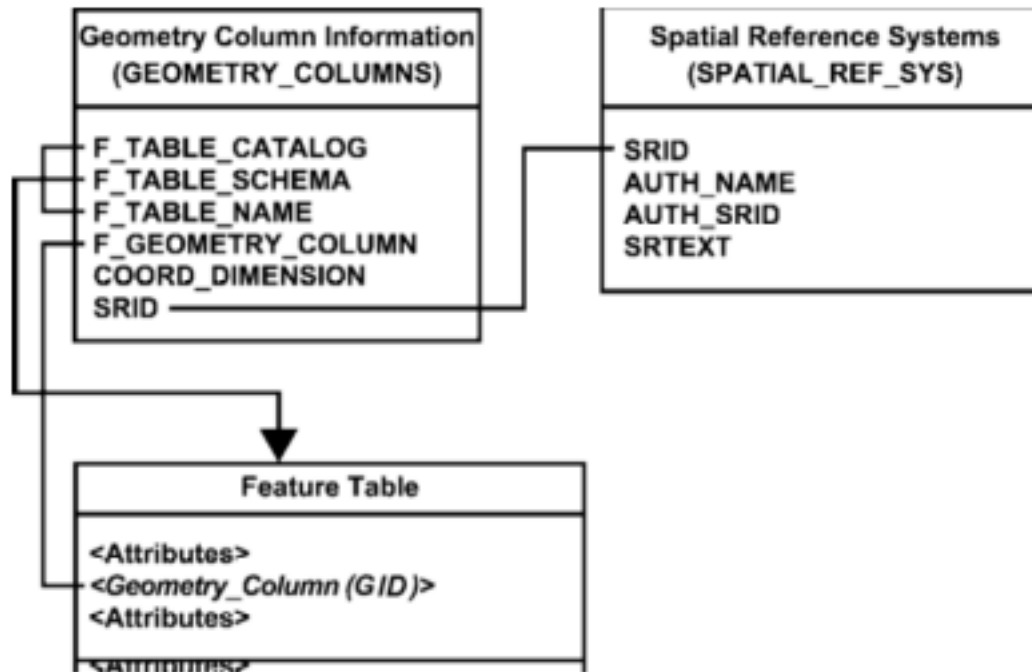 Geometry Column Information
(GEOMETRY_COLUMNS)
F_TABLE_CATALOG
F_TABLE_SCHEMA
F_TABLE_NAME
F_GEOMETRY_COLUMN
COORD_DIMENSION
SRID
Spatial Reference Systems
(SPATIAL_REF_SYS)
SRID
AUTH_NAME
AUTH_SRID
SRTEXT
Feature Table
<Attributes>
<Geometry_Column (GID)>
<Attributes>
<Attributes>